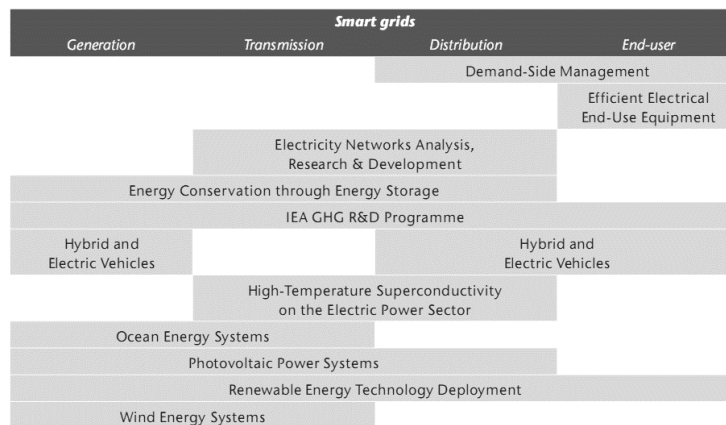 Smart grids
Generation Transmission Distribution End-user
Demand-Side Management
Efficient Electrical
End-Use Equipment
Electricity Networks Analysis,
Research & Development
Energy Conservation through Energy Storage
IEA GHG R&D Programme
Hybrid and
Electric Vehicles
Hybrid and
Electric Vehicles
High-Temperature Superconductivity
on the Electric Power Sector
Ocean Energy Systems
Photovoltaic Power Systems
Renewable Energy Technology Deployment
Wind Energy Systems